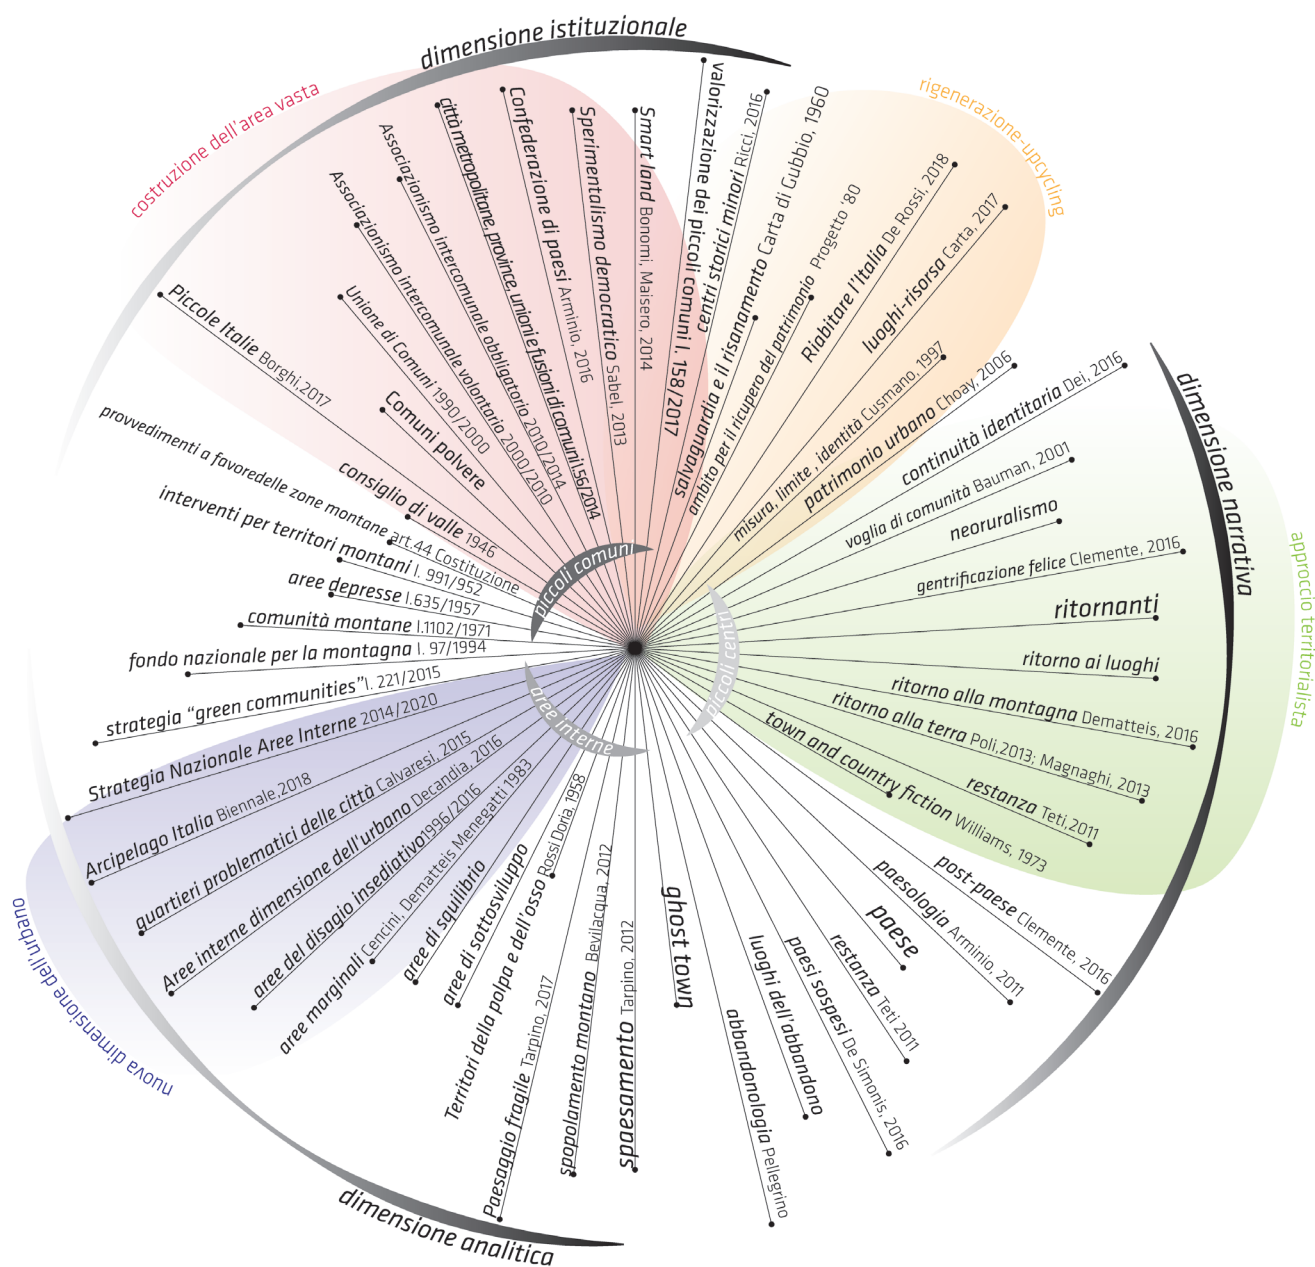 dimensione istituzionale
costruzione dell'area vasta
rigenerazione-upcycling
dimensione narrativa
approccio territorialista
dimensione analitica
nuova dimensione dell'urbano
piccoli comuni
piccoli centri
aree interne
Piccole Italie Borghi,2017
Comuni polvere
Unione di Comuni 1990/2000
Associazionismo intercomunale volontario 2000/2010
Associazionismo intercomunale obbligatorio 2010/2014
città metropolitane, province, unioni e fusioni di comuni l.56/2014
Confederazione di paesi Arminio, 2016
Sperimentalismo democratico Sabel, 2013
Smart land Bonomi, Maisero, 2014
valorizzazione dei piccoli comuni l. 158/2017
centri storici minori Ricci, 2016
salvaguardia e il risanamento Carta di Gubbio, 1960
ambito per il ricupero del patrimonio Progetto '80
Riabitare l'Italia De Rossi, 2018
luoghi-risorsa Carta, 2017
misura, limite , identità Cusmano, 1997
patrimonio urbano Choay, 2006
continuità identitaria Dei, 2016
voglia di comunità Bauman, 2001
neoruralismo
gentrificazione felice Clemente, 2016
ritornanti
ritorno ai luoghi
ritorno alla montagna Dematteis, 2016
ritorno alla terra Poli,2013; Magnaghi, 2013
restanza Teti,2011
town and country fiction Williams, 1973
post-paese Clemente, 2016
paesologia Arminio, 2011
paese
restanza Teti 2011
paesi sospesi De Simonis, 2016
luoghi dell'abbandono
abbandonologia Pellegrino
ghost town
spaesamento Tarpino, 2012
spopolamento montano Bevilacqua, 2012
Paesaggio fragile Tarpino, 2017
Territori della polpa e dell'osso Rossi Doria, 1958
aree di sottosviluppo
aree di squilibrio
aree marginali Cencini, Dematteis Menegatti 1983
aree del disagio insediativo1996/2016
Aree interne dimensione dell'urbano Decandia, 2016
quartieri problematici delle città Calvaresi, 2015
Arcipelago Italia Biennale,2018
Strategia Nazionale Aree Interne 2014/2020
strategia "green communities"l. 221/2015
fondo nazionale per la montagna l. 97/1994
comunità montane l.1102/1971
aree depresse l.635/1957
interventi per territori montani l. 991/952
provvedimenti a favoredelle zone montane art.44 Costituzione
consiglio di valle 1946